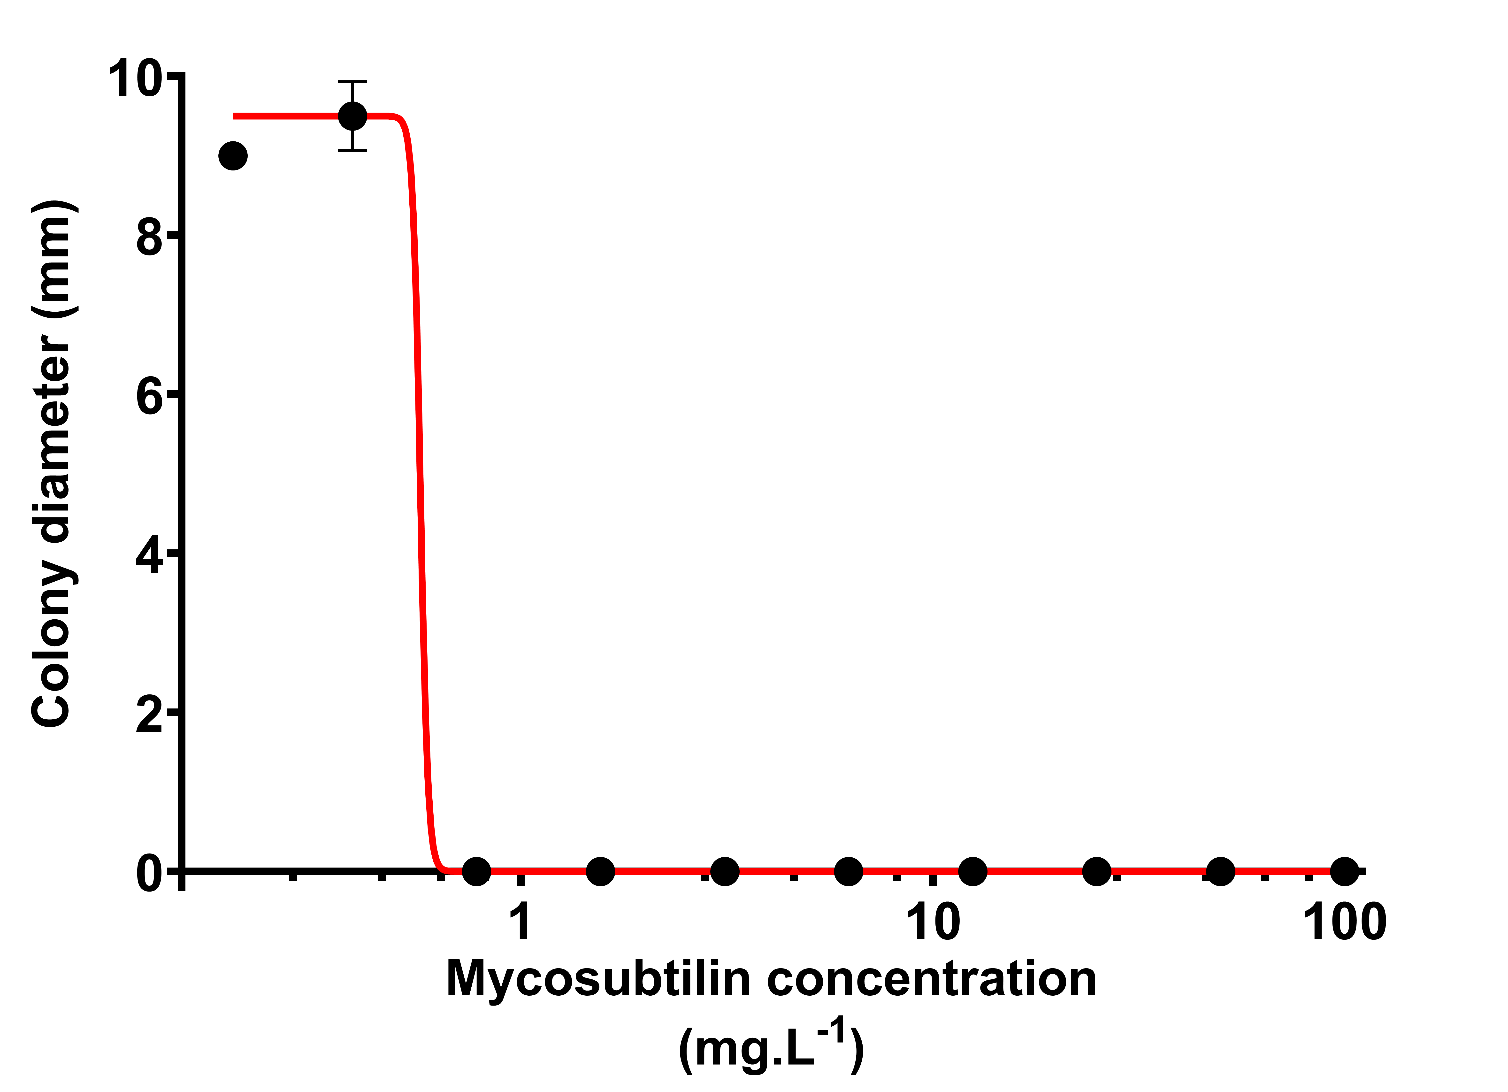 10
8
6
4
2
0
Colony diameter (mm)
1 10 100
Mycosubtilin concentration
(mg.L-1)